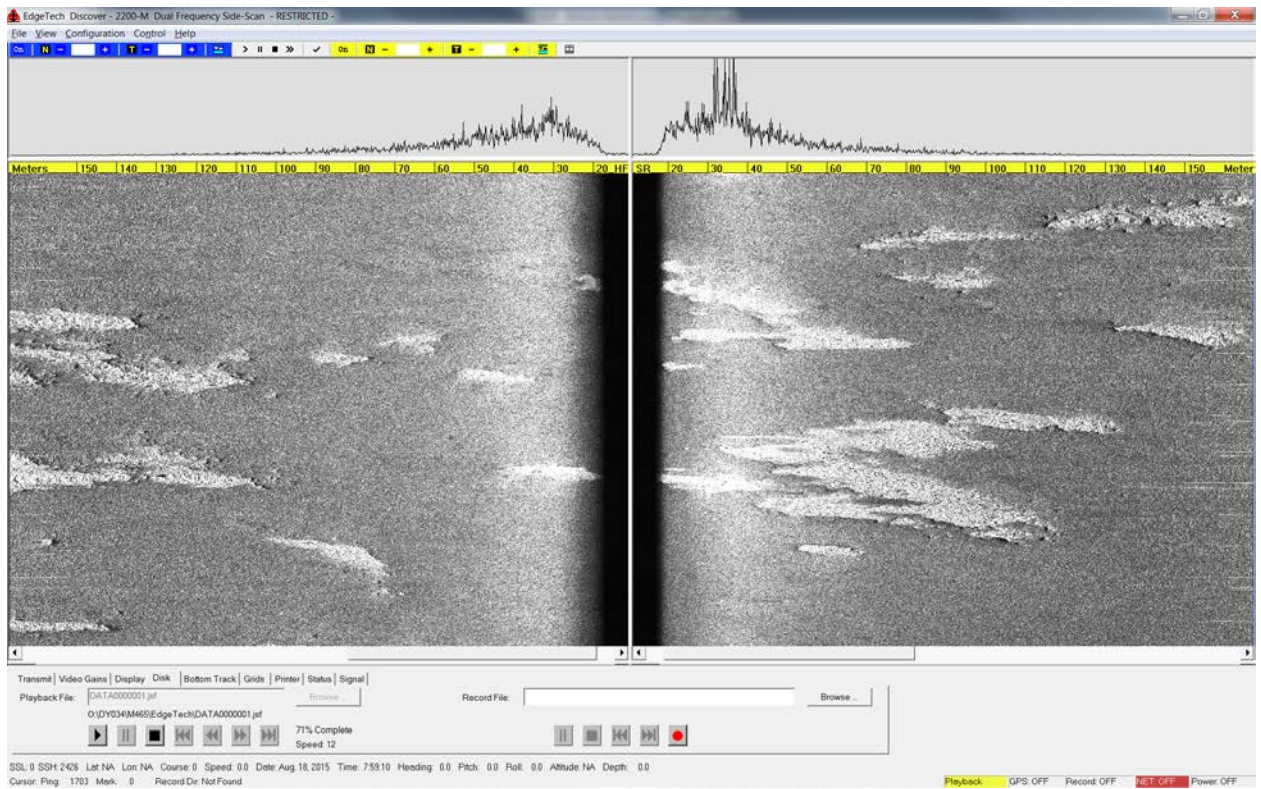 EdgeTech Discover - 2200-M Dual Frequency Side-Scan - RESTRICTED -
File View Configuration Control Help
On N - + T - + On N - + T - +
Meters 150 140 130 120 110 100 90 80 70 60 50 40 30 20 HF SR 20 30 40 50 60 70 80 90 100 110 120 130 140 150 Meter
Transmit Video Gains Display Disk Bottom Track Grids Printer Status Signal
Playback File: DATA0000001.jsf Browse .. Record File: Browse ..
O:\DY034\M465\EdgeTech\DATA0000001.jsf
71% Complete
Speed: 12
SSL: 0 SSH: 2426 Lat: NA Lon: NA Course: 0 Speed: 0.0 Date: Aug. 18, 2015 Time: 7:59:10 Heading: 0.0 Pitch: 0.0 Roll: 0.0 Altitude: NA Depth: 0.0
Cursor: Ping: 1703 Mark: 0 Record Dir: Not Found Playback GPS: OFF Record: OFF NET: OFF Power: OFF